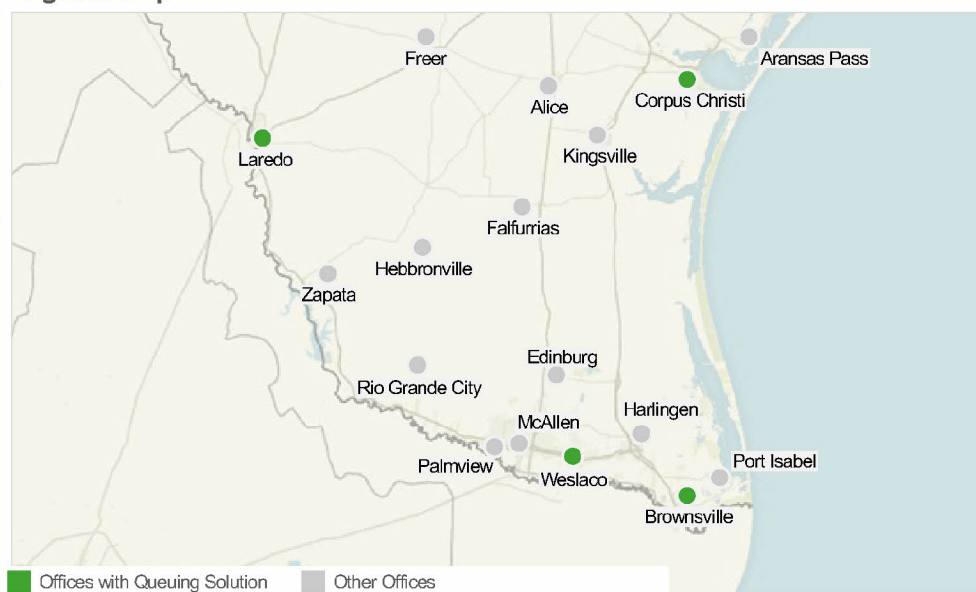 Freer
Aransas Pass
Alice
Corpus Christi
Kingsville
Laredo
Falfurrias
Hebbronville
Zapata
Edinburg
Rio Grande City
Harlingen
McAllen
Palmview
Port Isabel
Weslaco
Brownsville
Offices with Queuing Solution
Other Offices